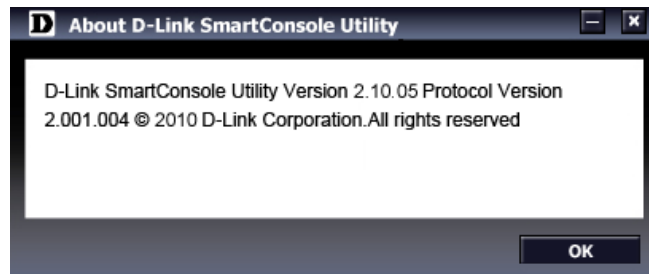 D About D-Link SmartConsole Utility
D-Link SmartConsole Utility Version 2.10.05 Protocol Version
2.001.004 © 2010 D-Link Corporation.All rights reserved
OK